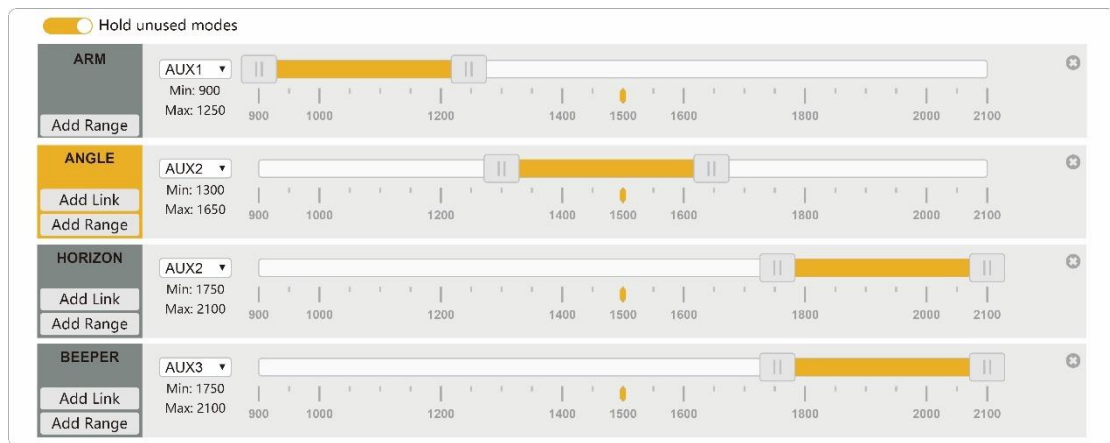 Hold unused modes
ARM
AUX1
Min: 900
Max: 1250
Add Range
900 1000 1200 1400 1500 1600 1800 2000 2100
ANGLE
AUX2
Min: 1300
Max: 1650
Add Link
Add Range
900 1000 1200 1400 1500 1600 1800 2000 2100
HORIZON
AUX2
Min: 1750
Max: 2100
Add Link
Add Range
900 1000 1200 1400 1500 1600 1800 2000 2100
BEEPER
AUX3
Min: 1750
Max: 2100
Add Link
Add Range
900 1000 1200 1400 1500 1600 1800 2000 2100